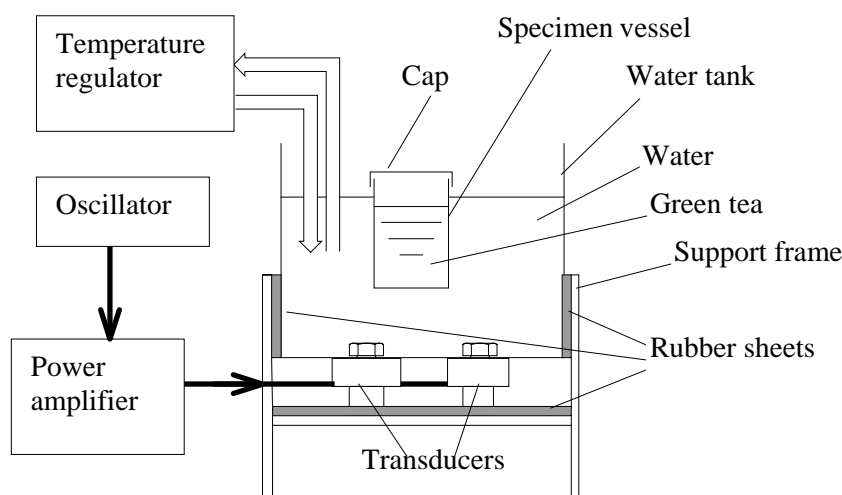 Temperature
regulator
Specimen vessel
Cap
Water tank
Water
Oscillator
Green tea
Support frame
Power
amplifier
Rubber sheets
Transducers